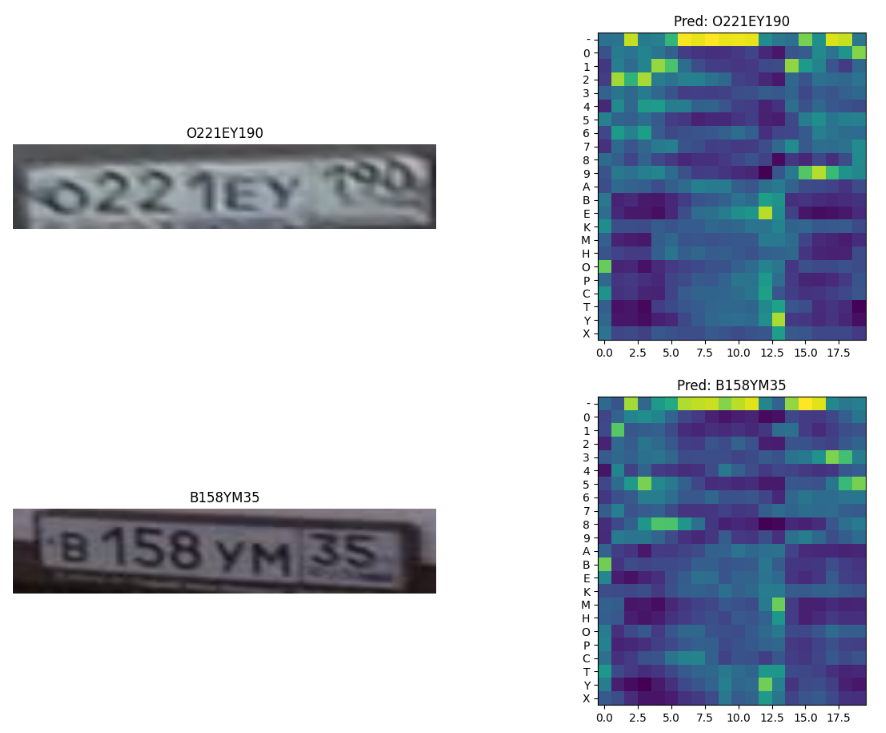 O221EY190
O221EY190
Pred: O221EY190
-
0
1
2
3
4
5
6
7
8
9
A
B
E
K
M
H
O
P
C
T
Y
X
0.0 2.5 5.0 7.5 10.0 12.5 15.0 17.5
B158YM35
B 158 YM 35
Pred: B158YM35
-
0
1
2
3
4
5
6
7
8
9
A
B
E
K
M
H
O
P
C
T
Y
X
0.0 2.5 5.0 7.5 10.0 12.5 15.0 17.5